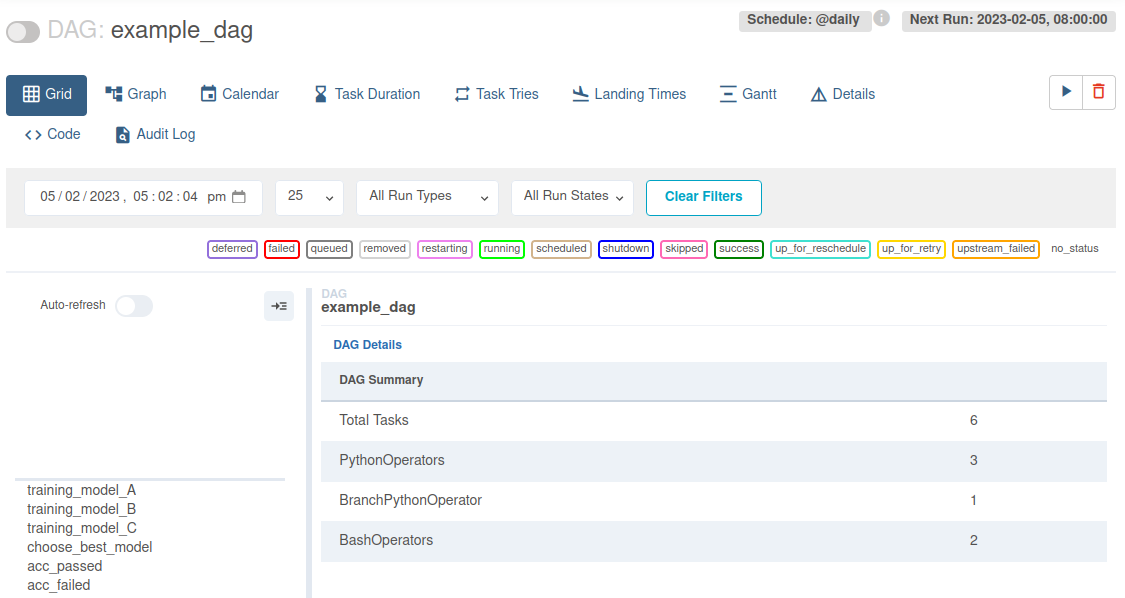 DAG: example_dag
Schedule: @daily
Next Run: 2023-02-05, 08:00:00
Grid
Graph
Calendar
Task Duration
Task Tries
Landing Times
Gantt
Details
Code
Audit Log
05/02/2023, 05:02:04 pm
25
All Run Types
All Run States
Clear Filters
deferred
failed
queued
removed
restarting
running
scheduled
shutdown
skipped
success
up_for_reschedule
up_for_retry
upstream_failed
no_status
Auto-refresh
training_model_A
training_model_B
training_model_C
choose_best_model
acc_passed
acc_failed
DAG
example_dag
DAG Details
DAG Summary
Total Tasks 6
PythonOperators 3
BranchPythonOperator 1
BashOperators 2